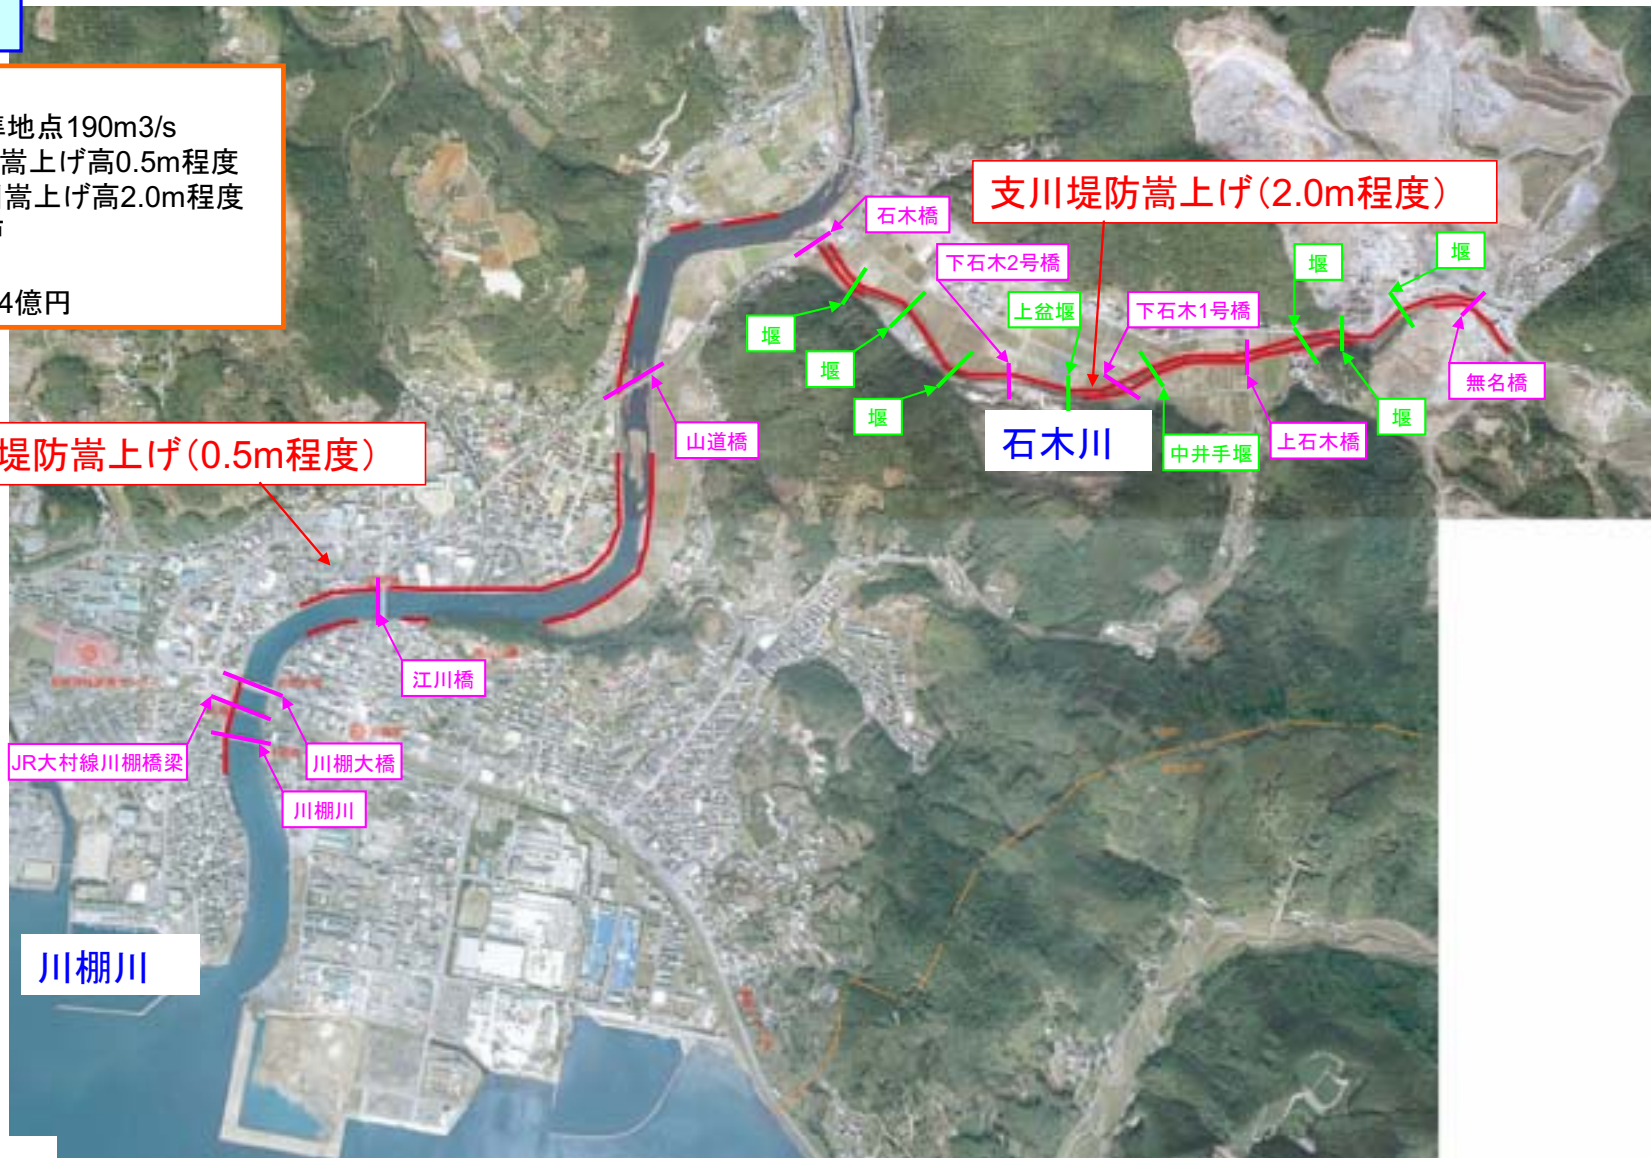 準地点190m3/s
嵩上げ高0.5m程度
嵩上げ高2.0m程度
4億円
支川堤防嵩上げ(2.0m程度)
石木橋
下石木2号橋
上盆堰
下石木1号橋
堰
堰
堰
堰
堰
堰
堰
無名橋
山道橋
石木川
中井手堰
上石木橋
堤防嵩上げ(0.5m程度)
江川橋
JR大村線川棚橋梁
川棚大橋
川棚川
川棚川